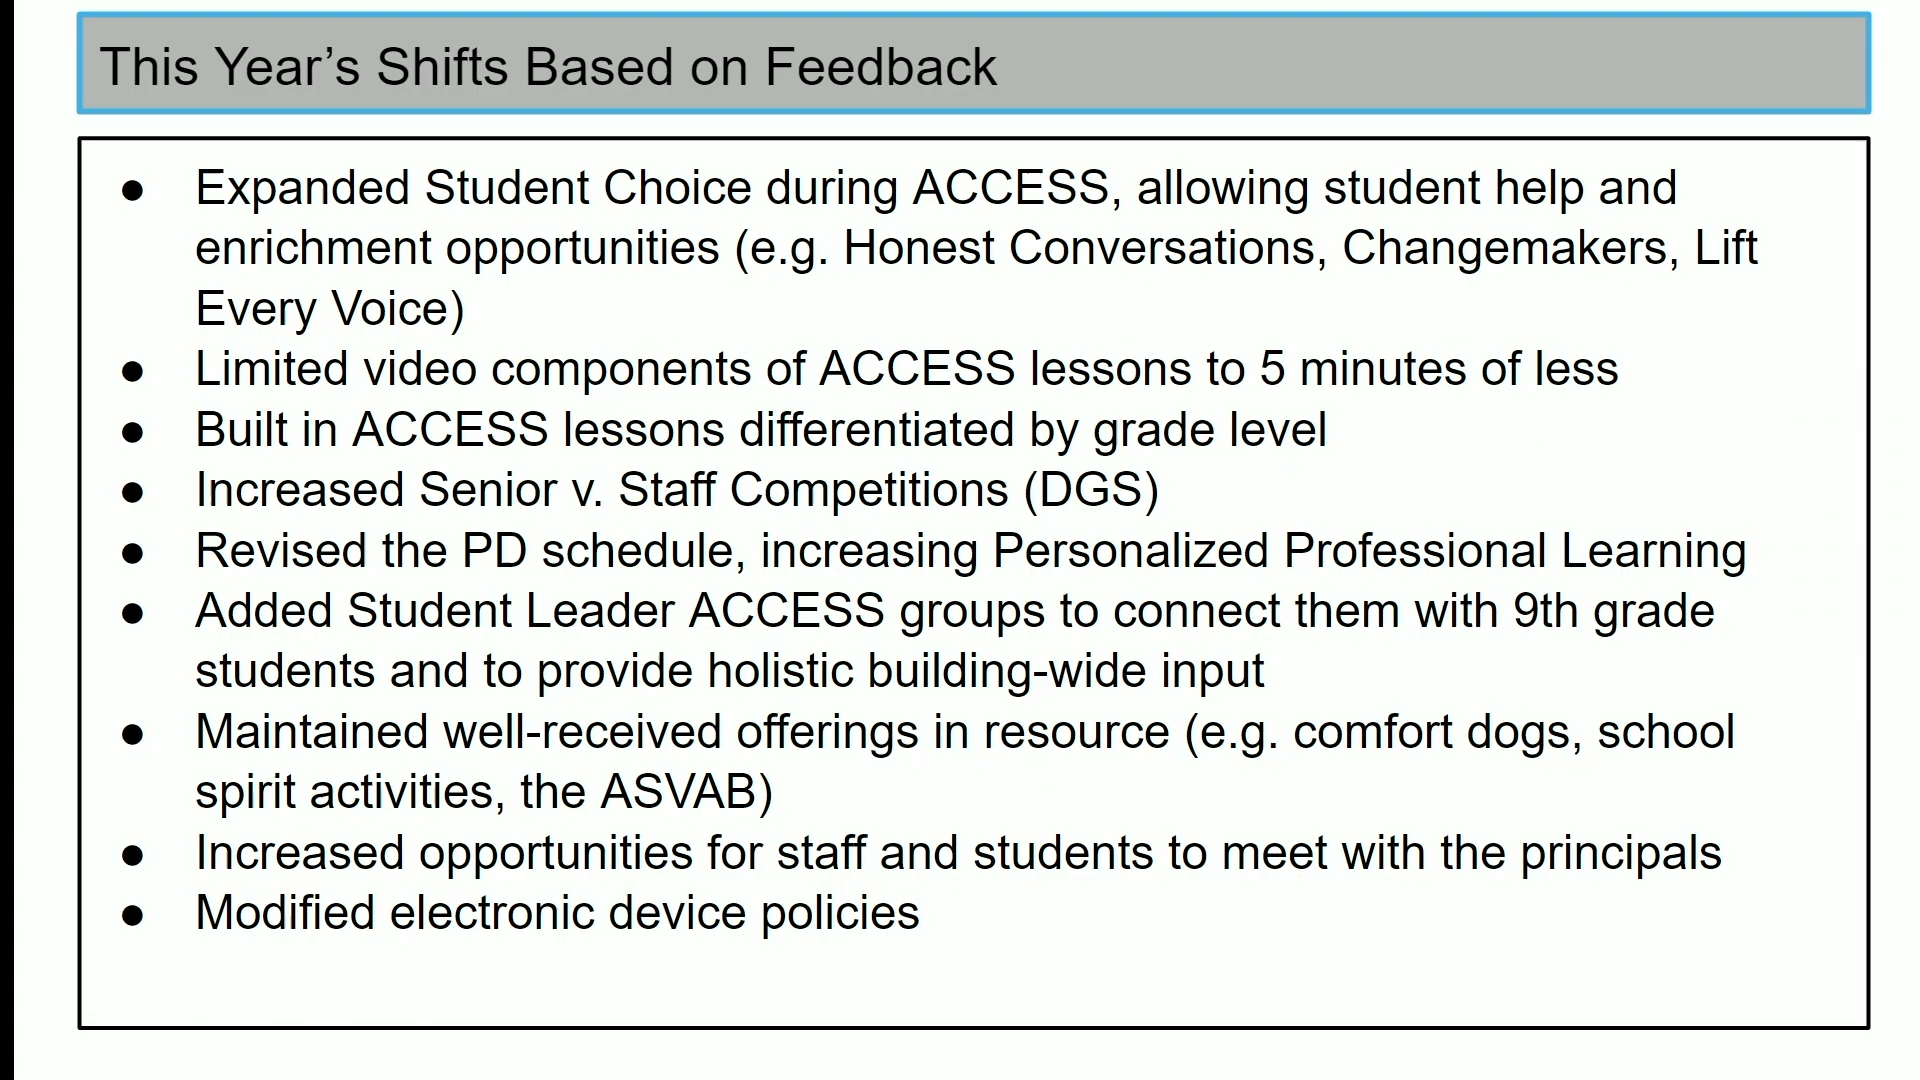 This Year’s Shifts Based on Feedback
● Expanded Student Choice during ACCESS, allowing student help and
enrichment opportunities (e.g. Honest Conversations, Changemakers, Lift
Every Voice)
● Limited video components of ACCESS lessons to 5 minutes of less
● Built in ACCESS lessons differentiated by grade level
● Increased Senior v. Staff Competitions (DGS)
● Revised the PD schedule, increasing Personalized Professional Learning
● Added Student Leader ACCESS groups to connect them with 9th grade
students and to provide holistic building-wide input
● Maintained well-received offerings in resource (e.g. comfort dogs, school
spirit activities, the ASVAB)
● Increased opportunities for staff and students to meet with the principals
● Modified electronic device policies